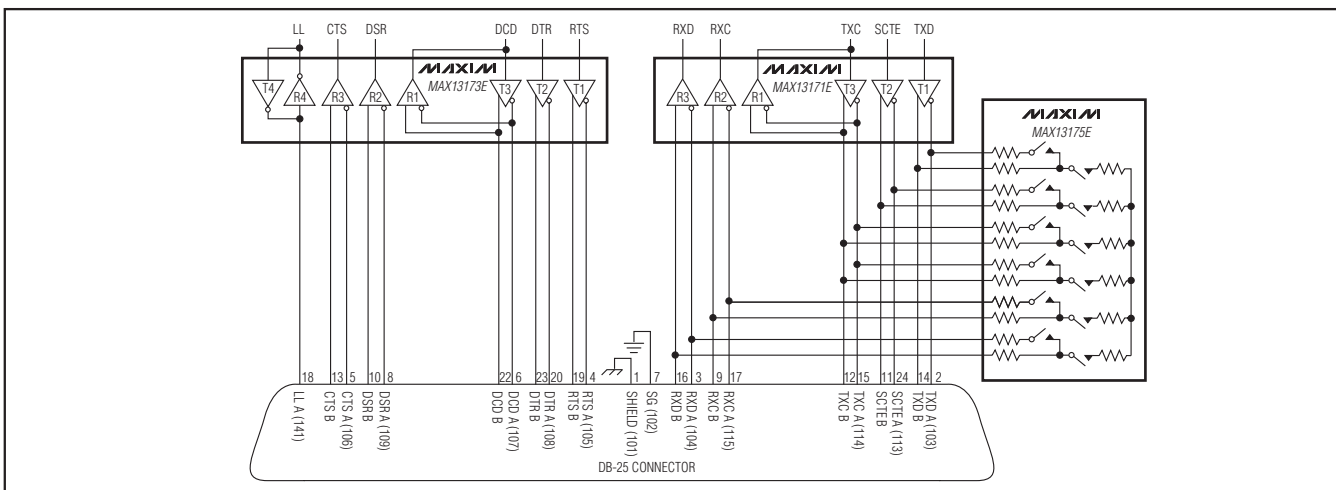 LL CTS DSR DCD DTR RTS RXD RXC TXC SCTE TXD
MAXIM
MAX13173E
T4 R4 R3 R2 R1 T3 T2 T1
MAXIM
MAX13171E
R3 R2 R1 T3 T2 T1
MAXIM
MAX13175E
18 13 5 10 8 22 6 23 20 19 4 1 7 16 3 9 17 12 15 11 24 14 2
LL A (141)
CTS B
CTS A (106)
DSR B
DSR A (109)
DCD B
DCD A (107)
DTR B
DTR A (108)
RTS B
RTS A (105)
SHIELD (101)
SG (102)
RXD B
RXD A (104)
RXC B
RXC A (115)
TXC B
TXC A (114)
SCTE B
SCTE A (113)
TXD B
TXD A (103)
DB-25 CONNECTOR